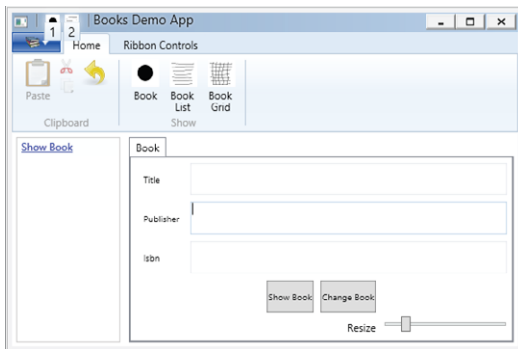 Books Demo App
1 2
Home Ribbon Controls
Paste
Book Book List Book Grid
Clipboard Show
Show Book
Book
Title
Publisher
Isbn
Show Book Change Book
Resize